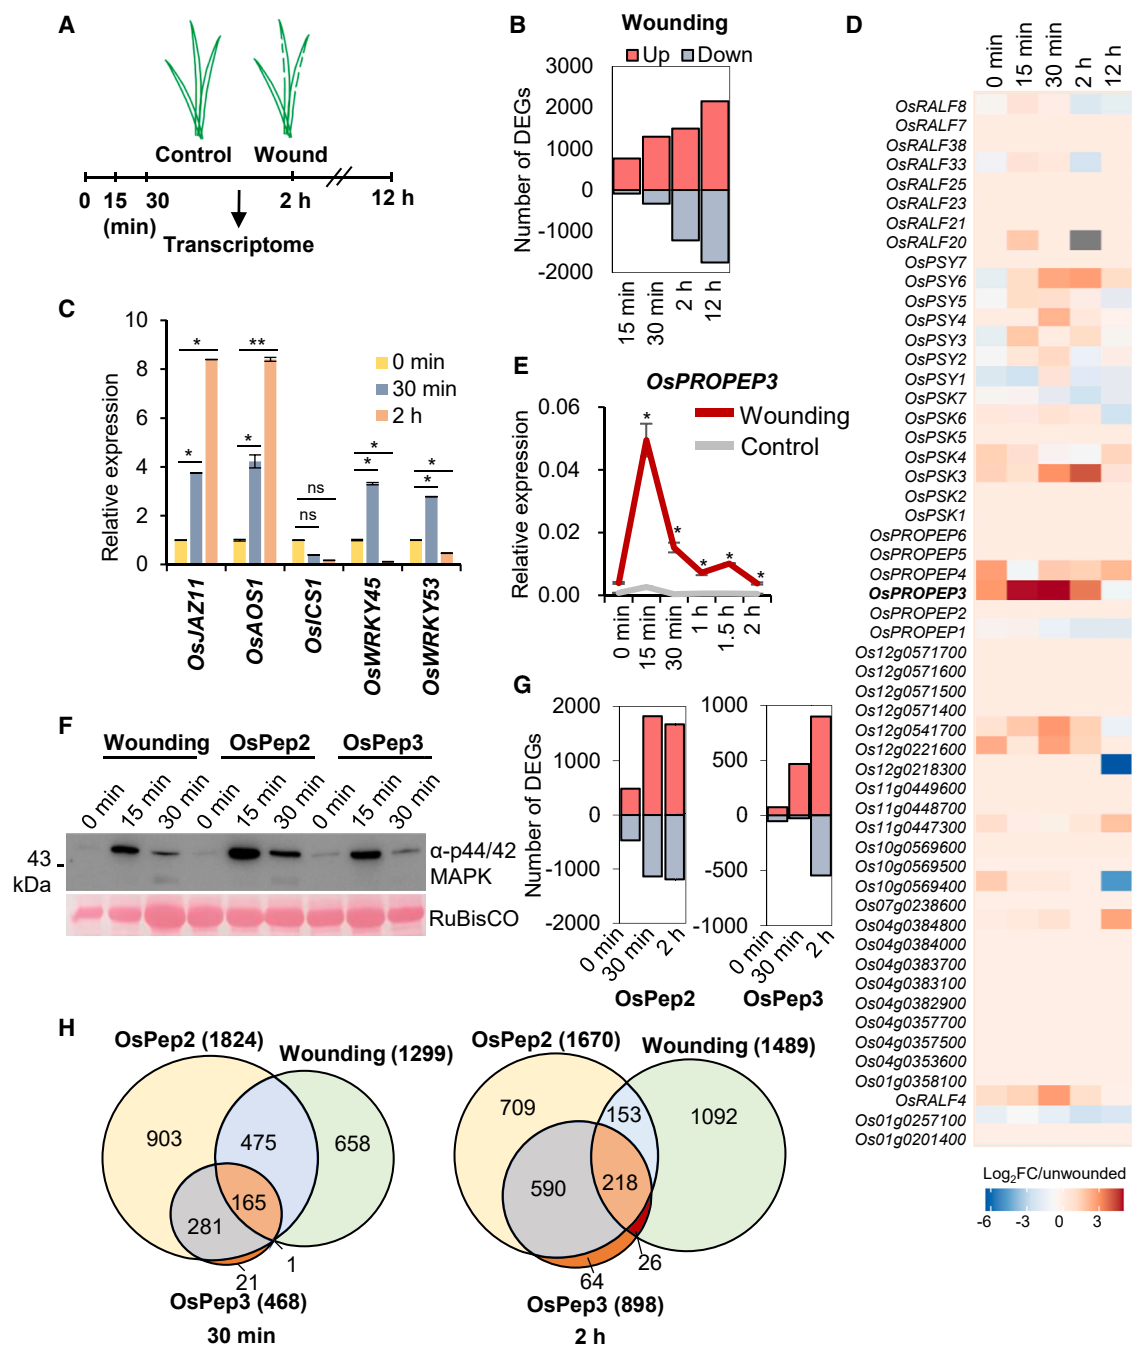 A
Control Wound
0 15 30 2 h 12 h
(min)
Transcriptome
B
Wounding
Up Down
Number of DEGs
3000
2000
1000
0
-1000
-2000
15 min
30 min
2 h
12 h
C
Relative expression
10
8
6
4
2
0
* ** 
* *
ns
ns
*
*
*
*
0 min
30 min
2 h
OsJAZ11
OsAOS1
OsICS1
OsWRKY45
OsWRKY53
D
0 min
15 min
30 min
2 h
12 h
OsRALF8
OsRALF7
OsRALF38
OsRALF33
OsRALF25
OsRALF23
OsRALF21
OsRALF20
OsPSY7
OsPSY6
OsPSY5
OsPSY4
OsPSY3
OsPSY2
OsPSY1
OsPSK7
OsPSK6
OsPSK5
OsPSK4
OsPSK3
OsPSK2
OsPSK1
OsPROPEP6
OsPROPEP5
OsPROPEP4
OsPROPEP3
OsPROPEP2
OsPROPEP1
Os12g0571700
Os12g0571600
Os12g0571500
Os12g0571400
Os12g0541700
Os12g0221600
Os12g0218300
Os11g0449600
Os11g0448700
Os11g0447300
Os10g0569600
Os10g0569500
Os10g0569400
Os07g0238600
Os04g0384800
Os04g0384000
Os04g0383700
Os04g0383100
Os04g0382900
Os04g0357700
Os04g0357500
Os04g0353600
Os01g0358100
OsRALF4
Os01g0257100
Os01g0201400
Log2FC/unwounded
-6 -3 0 3
E
OsPROPEP3
Wounding
Control
Relative expression
0.06
0.04
0.02
0.00
* * * * *
0 min
15 min
30 min
1 h
1.5 h
2 h
F
Wounding OsPep2 OsPep3
0 min 15 min 30 min 0 min 15 min 30 min 0 min 15 min 30 min
43
kDa
α-p44/42
MAPK
RuBisCO
G
Number of DEGs
2000
1000
0
-1000
-2000
0 min
30 min
2 h
OsPep2
1000
500
0
-500
-1000
0 min
30 min
2 h
OsPep3
H
OsPep2 (1824)
Wounding (1299)
903
475
658
165
281
1
21
OsPep3 (468)
30 min
OsPep2 (1670)
Wounding (1489)
709
153
1092
590
218
26
64
OsPep3 (898)
2 h